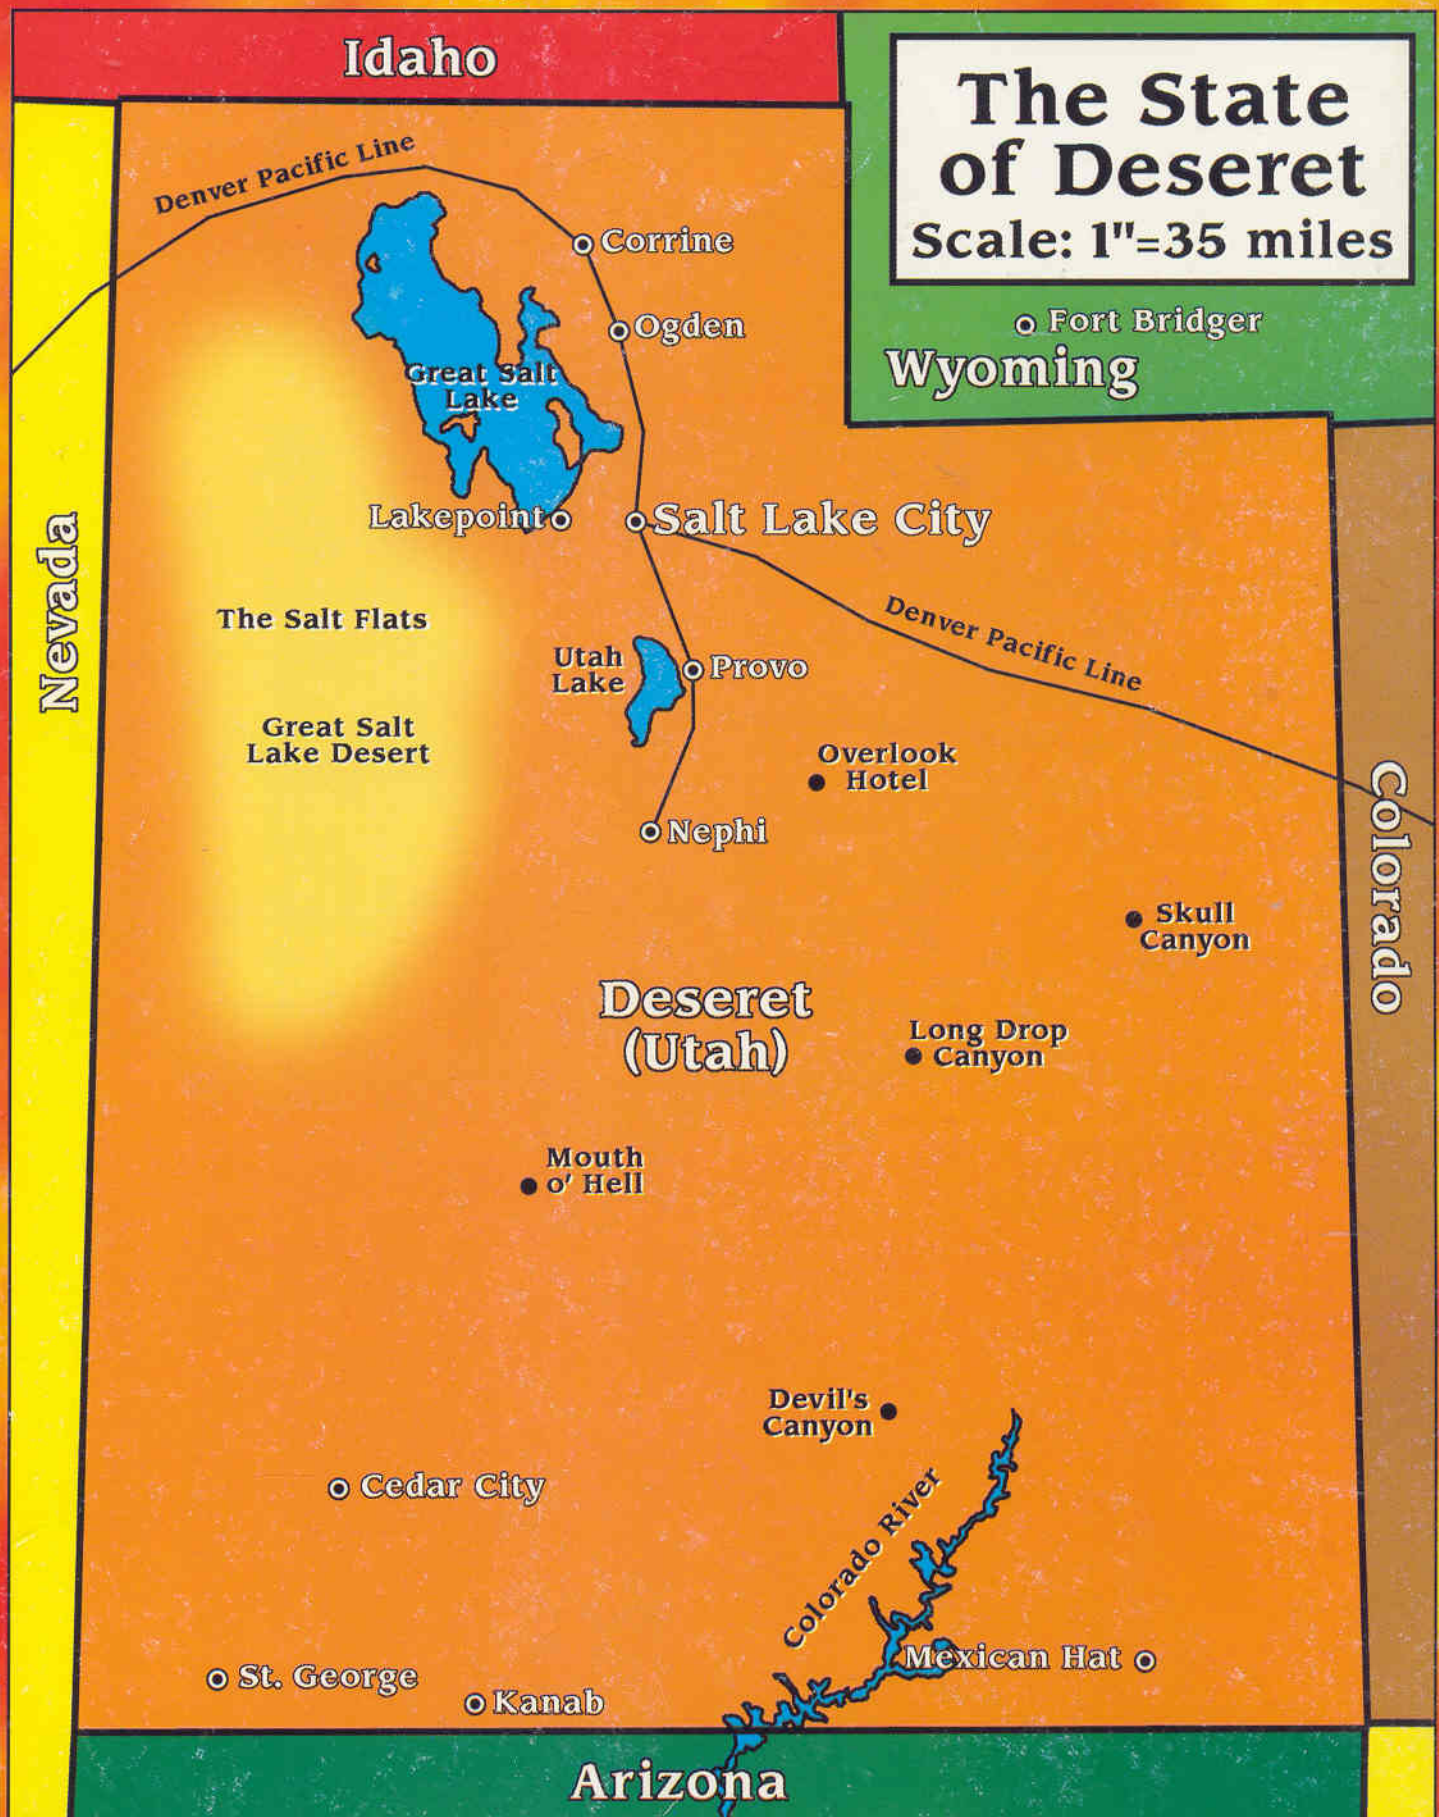 Idaho
The State
of Deseret
Scale: 1"=35 miles
Denver Pacific Line
Corrine
Ogden
Fort Bridger
Wyoming
Great Salt
Lake
Lakepoint
Salt Lake City
Nevada
The Salt Flats
Denver Pacific Line
Utah
Lake
Provo
Great Salt
Lake Desert
Overlook
Hotel
Nephi
Colorado
Skull
Canyon
Deseret
(Utah)
Long Drop
Canyon
Mouth
o' Hell
Devil's
Canyon
Cedar City
Colorado River
Mexican Hat
St. George
Kanab
Arizona